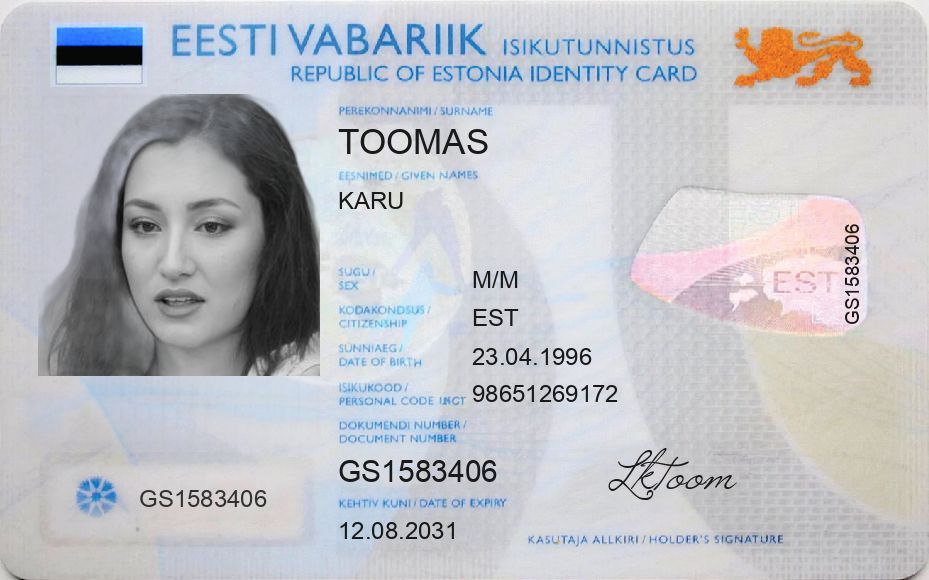 EESTI VABARIIK ISIKUTUNNISTUS
REPUBLIC OF ESTONIA IDENTITY CARD
PEREKONNANIMI / SURNAME
TOOMAS
EESNIMED / GIVEN NAMES
KARU
SUGU /
SEX
M/M
KODAKONDSUS /
CITIZENSHIP
EST
SÜNNIAEG /
DATE OF BIRTH
23.04.1996
ISIKUKOOD /
PERSONAL CODE
98651269172
DOKUMENDI NUMBER /
DOCUMENT NUMBER
GS1583406
KEHTIV KUNI / DATE OF EXPIRY
12.08.2031
GS1583406
EST
GS1583406
LkToom
KASUTAJA ALLKIRI / HOLDER'S SIGNATURE